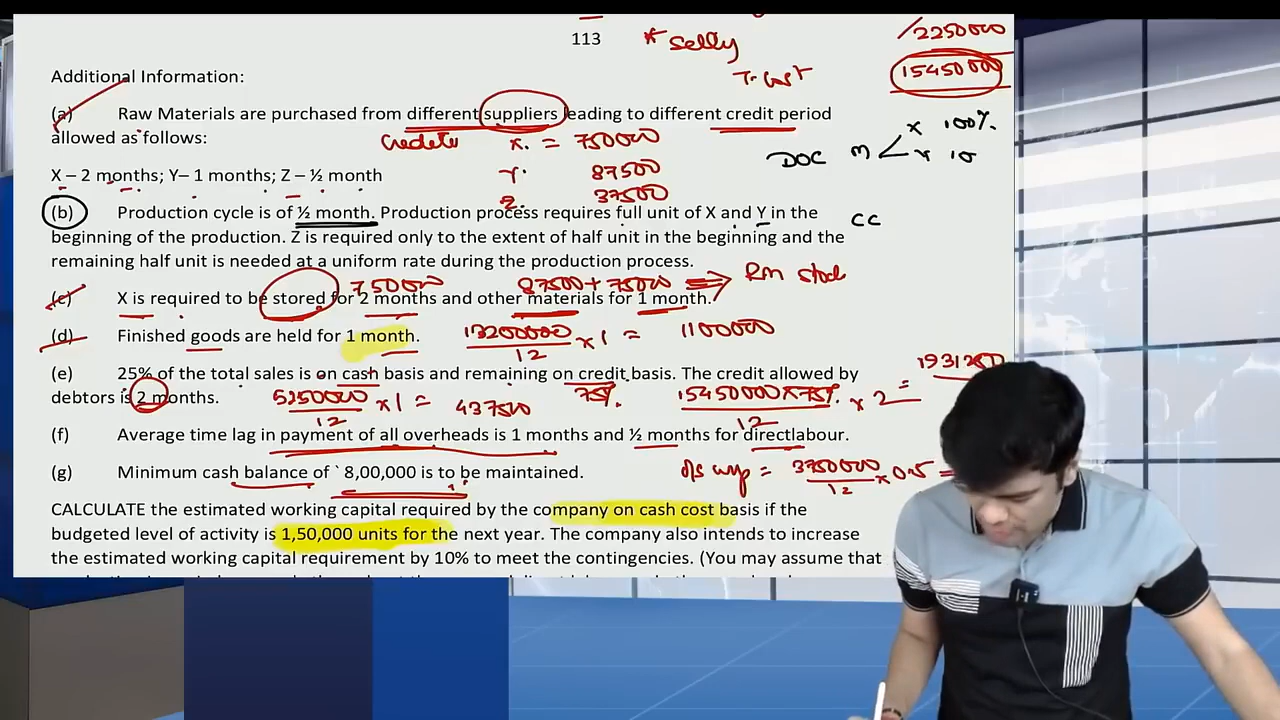 113
* Selly
T. Cost
12250000
15450000
Additional Information:
(a) Raw Materials are purchased from different suppliers leading to different credit period
allowed as follows:
x. = 750000
Y. 87500
Z. 37500
DOC m x 100%.
X – 2 months; Y– 1 months; Z – ½ month
(b) Production cycle is of ½ month. Production process requires full unit of X and Y in the
beginning of the production. Z is required only to the extent of half unit in the beginning and the
remaining half unit is needed at a uniform rate during the production process.
CC
750000 87500 + 75000 ⇒ RM stock
(c) X is required to be stored for 2 months and other materials for 1 month.
(d) Finished goods are held for 1 month. 13200000/12 x 1 = 1100000
(e) 25% of the total sales is on cash basis and remaining on credit basis. The credit allowed by
debtors is 2 months. 5250000/12 x 1 = 437500 75%. 15450000 x 75%./12 x 2 =
(f) Average time lag in payment of all overheads is 1 months and ½ months for directlabour.
(g) Minimum cash balance of ` 8,00,000 is to be maintained. o/s wp = 3750000/12 x 0.5 =
CALCULATE the estimated working capital required by the company on cash cost basis if the
budgeted level of activity is 1,50,000 units for the next year. The company also intends to increase
the estimated working capital requirement by 10% to meet the contingencies. (You may assume that